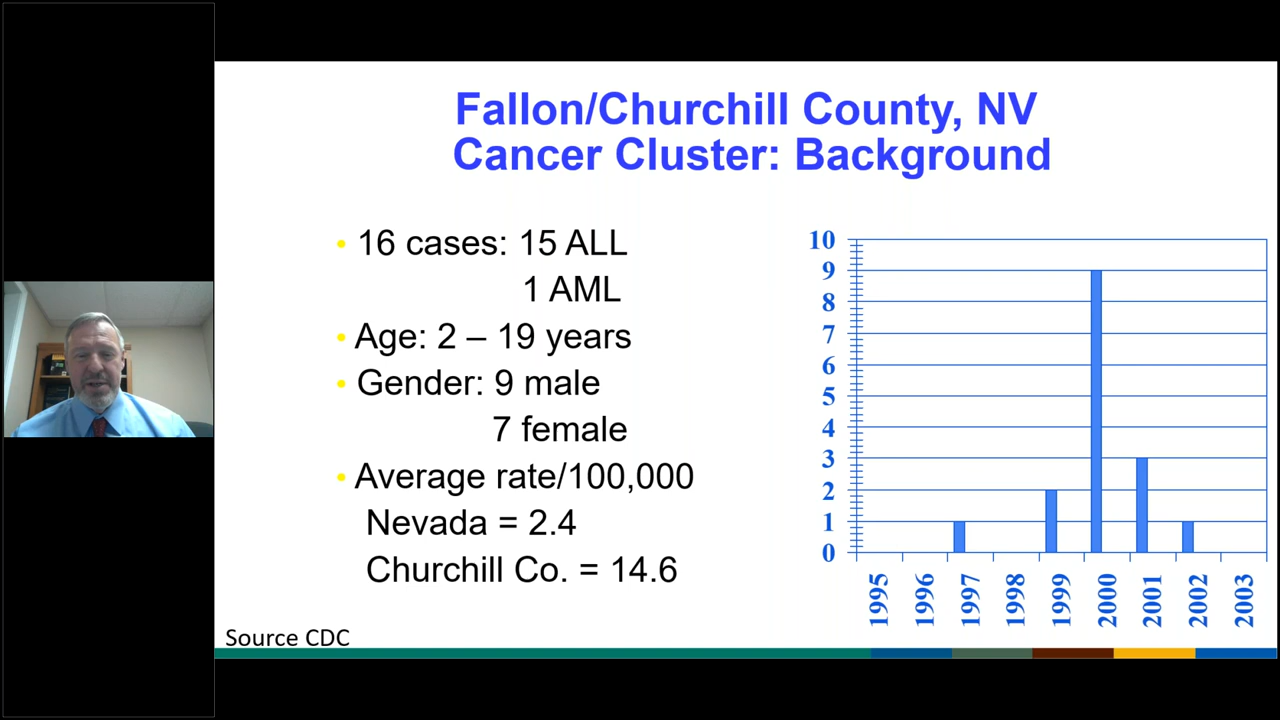 Fallon/Churchill County, NV
Cancer Cluster: Background
• 16 cases: 15 ALL
1 AML
• Age: 2 – 19 years
• Gender: 9 male
7 female
• Average rate/100,000
Nevada = 2.4
Churchill Co. = 14.6
10
9
8
7
6
5
4
3
2
1
0
1995
1996
1997
1998
1999
2000
2001
2002
2003
Source CDC